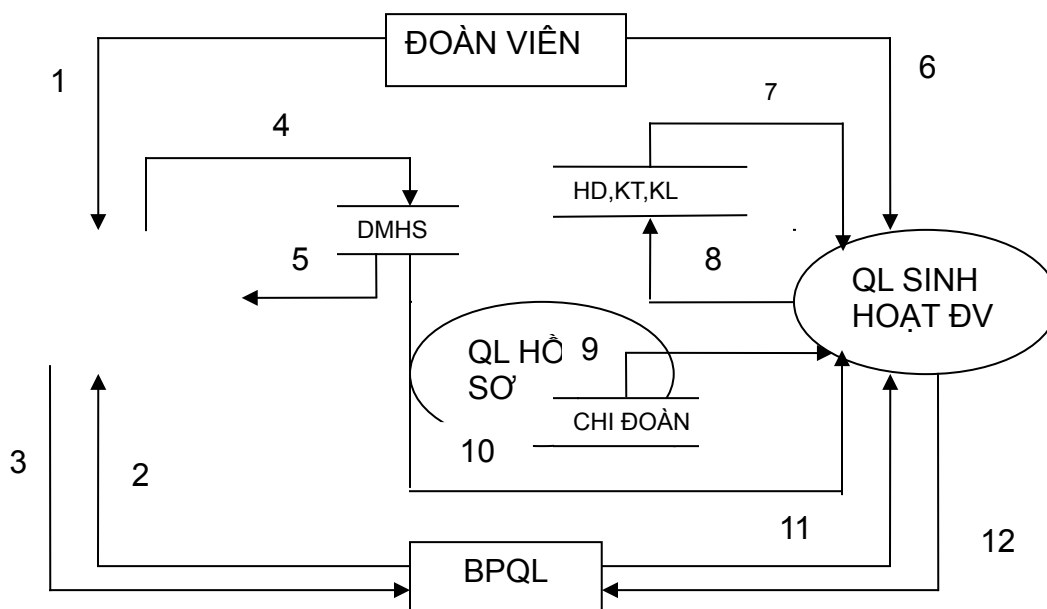 ĐOÀN VIÊN
1
6
7
4
HD,KT,KL
DMHS
5
8
QL SINH
HOẠT ĐV
QL HỒ
SƠ
9
CHI ĐOÀN
10
3
2
11
12
BPQL